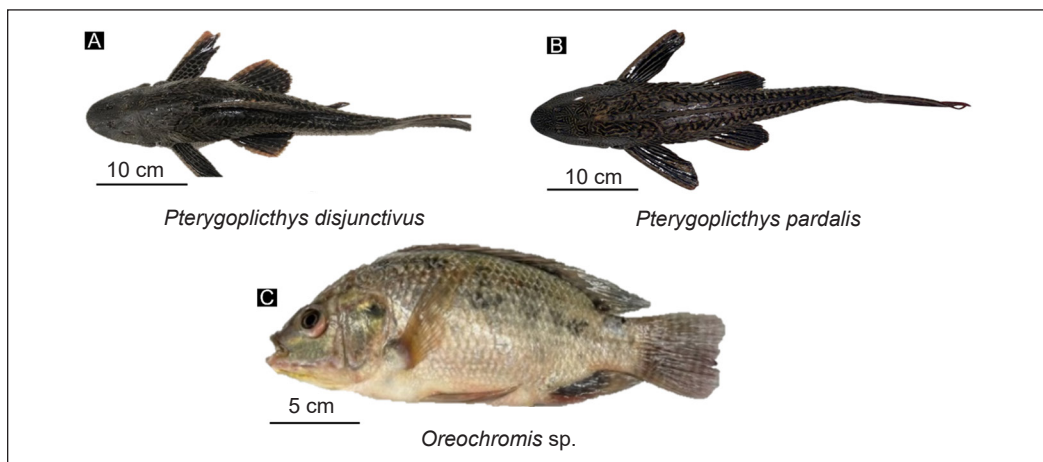 A
B
10 cm
10 cm
Pterygoplicthys disjunctivus
Pterygoplicthys pardalis
C
5 cm
Oreochromis sp.